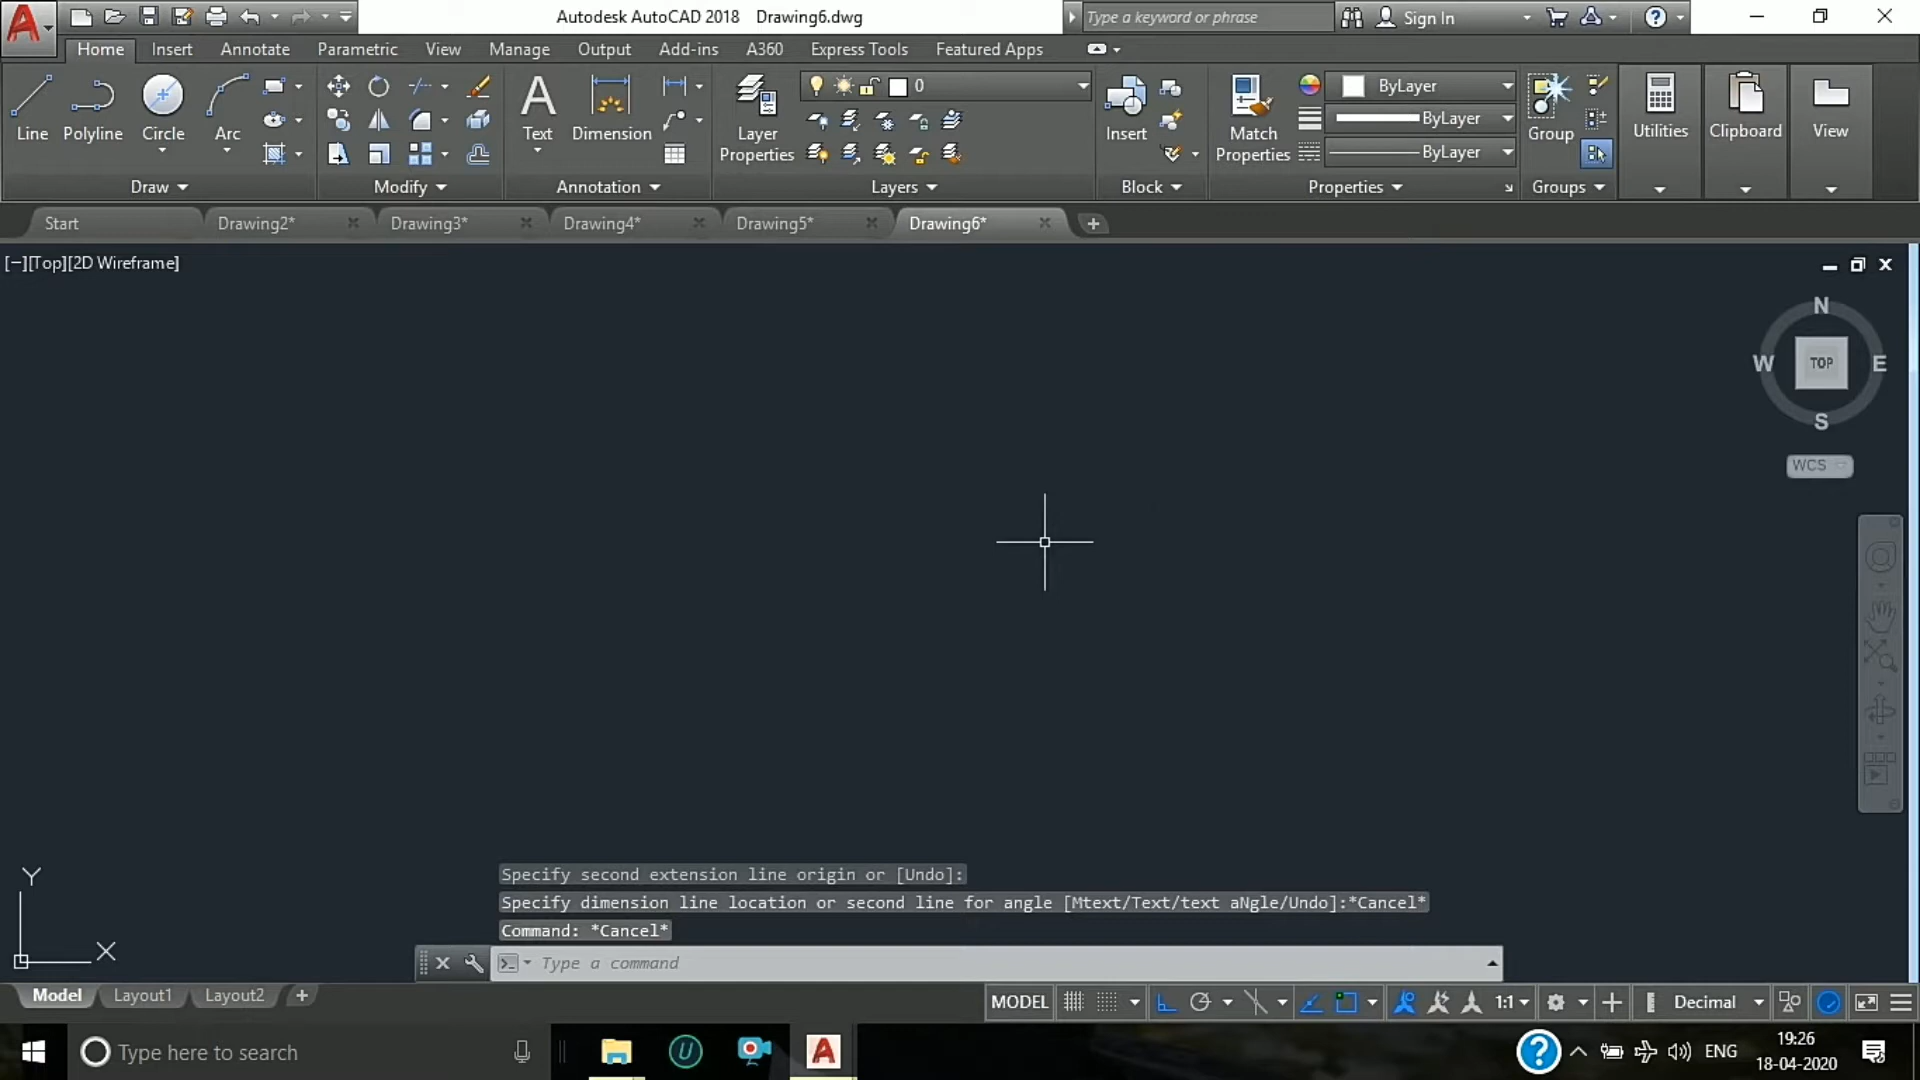 Autodesk AutoCAD 2018 Drawing6.dwg
Type a keyword or phrase
Sign In
Home Insert Annotate Parametric View Manage Output Add-ins A360 Express Tools Featured Apps
0
ByLayer
ByLayer
ByLayer
Line Polyline Circle Arc
Text Dimension
Layer Properties
Insert
Match Properties
Group
Utilities
Clipboard
View
Draw Modify Annotation Layers Block Properties Groups
Start Drawing2* Drawing3* Drawing4* Drawing5* Drawing6*
[−][Top][2D Wireframe]
N
W TOP E
S
WCS
Y
X
Specify second extension line origin or [Undo]:
Specify dimension line location or second line for angle [Mtext/Text/text aNgle/Undo]:*Cancel*
Command: *Cancel*
Type a command
Model Layout1 Layout2
MODEL
1:1
Decimal
Type here to search
ENG
19:26
18-04-2020